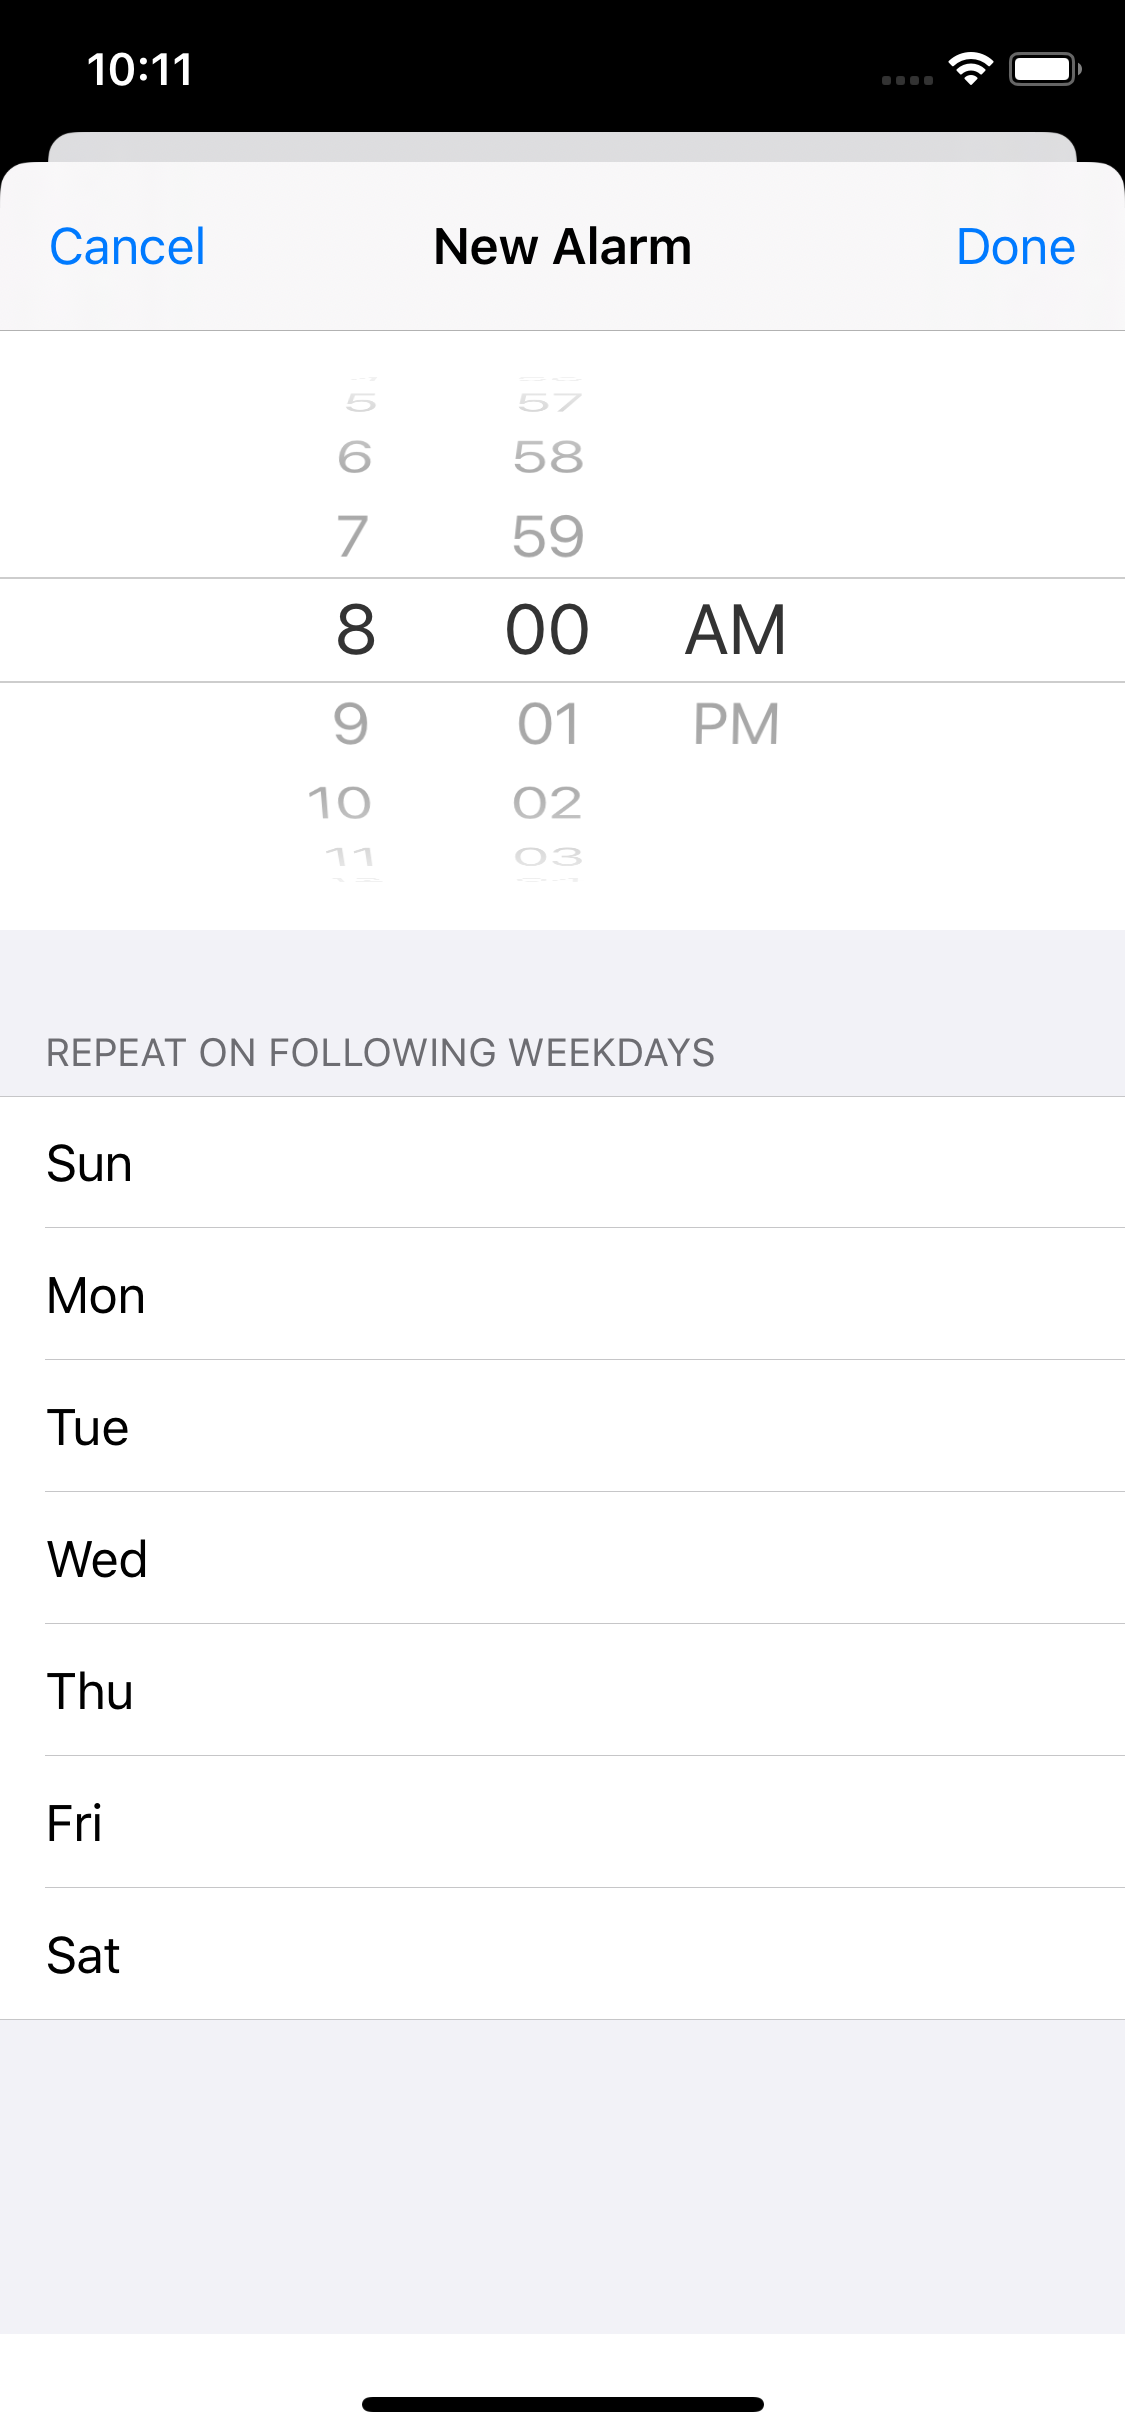 10:11
Cancel New Alarm Done
5 57
6 58
7 59
8 00 AM
9 01 PM
10 02
11 03
REPEAT ON FOLLOWING WEEKDAYS
Sun
Mon
Tue
Wed
Thu
Fri
Sat